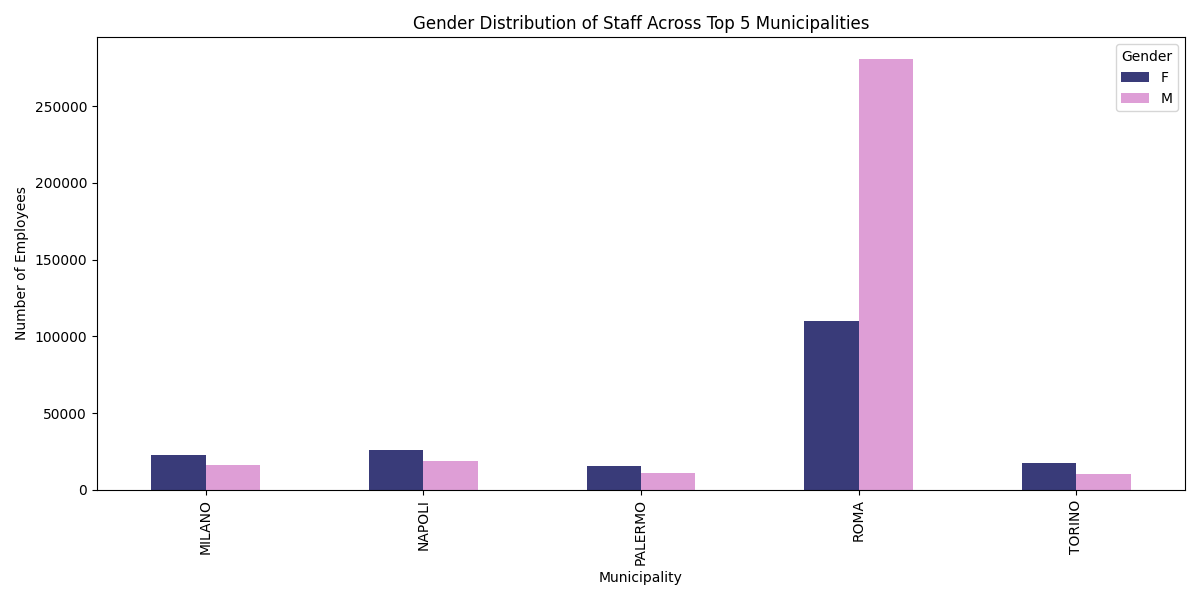 Gender Distribution of Staff Across Top 5 Municipalities
Gender
F
M
Number of Employees
250000
200000
150000
100000
50000
0
MILANO
NAPOLI
PALERMO
ROMA
TORINO
Municipality